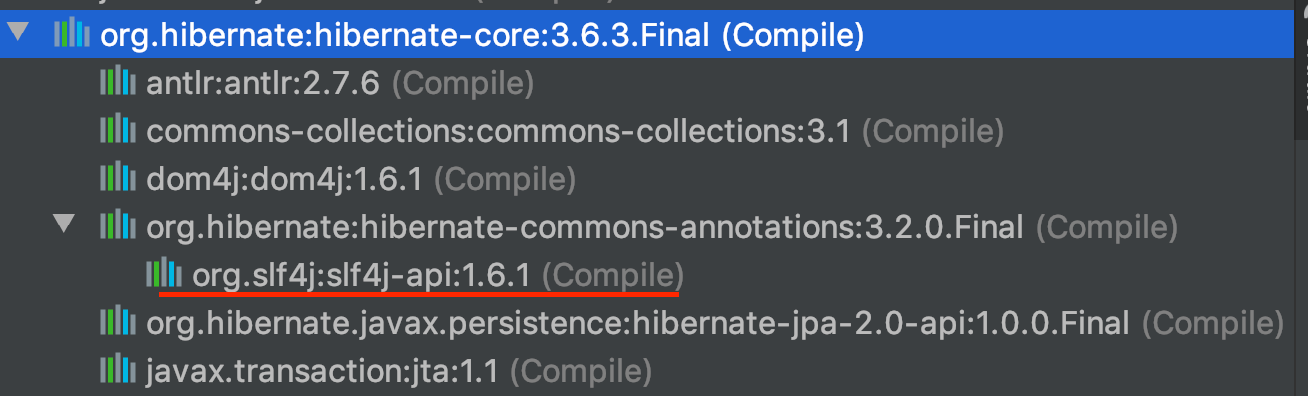 org.hibernate:hibernate-core:3.6.3.Final (Compile)
antlr:antlr:2.7.6 (Compile)
commons-collections:commons-collections:3.1 (Compile)
dom4j:dom4j:1.6.1 (Compile)
org.hibernate:hibernate-commons-annotations:3.2.0.Final (Compile)
org.slf4j:slf4j-api:1.6.1 (Compile)
org.hibernate.javax.persistence:hibernate-jpa-2.0-api:1.0.0.Final (Compile)
javax.transaction:jta:1.1 (Compile)